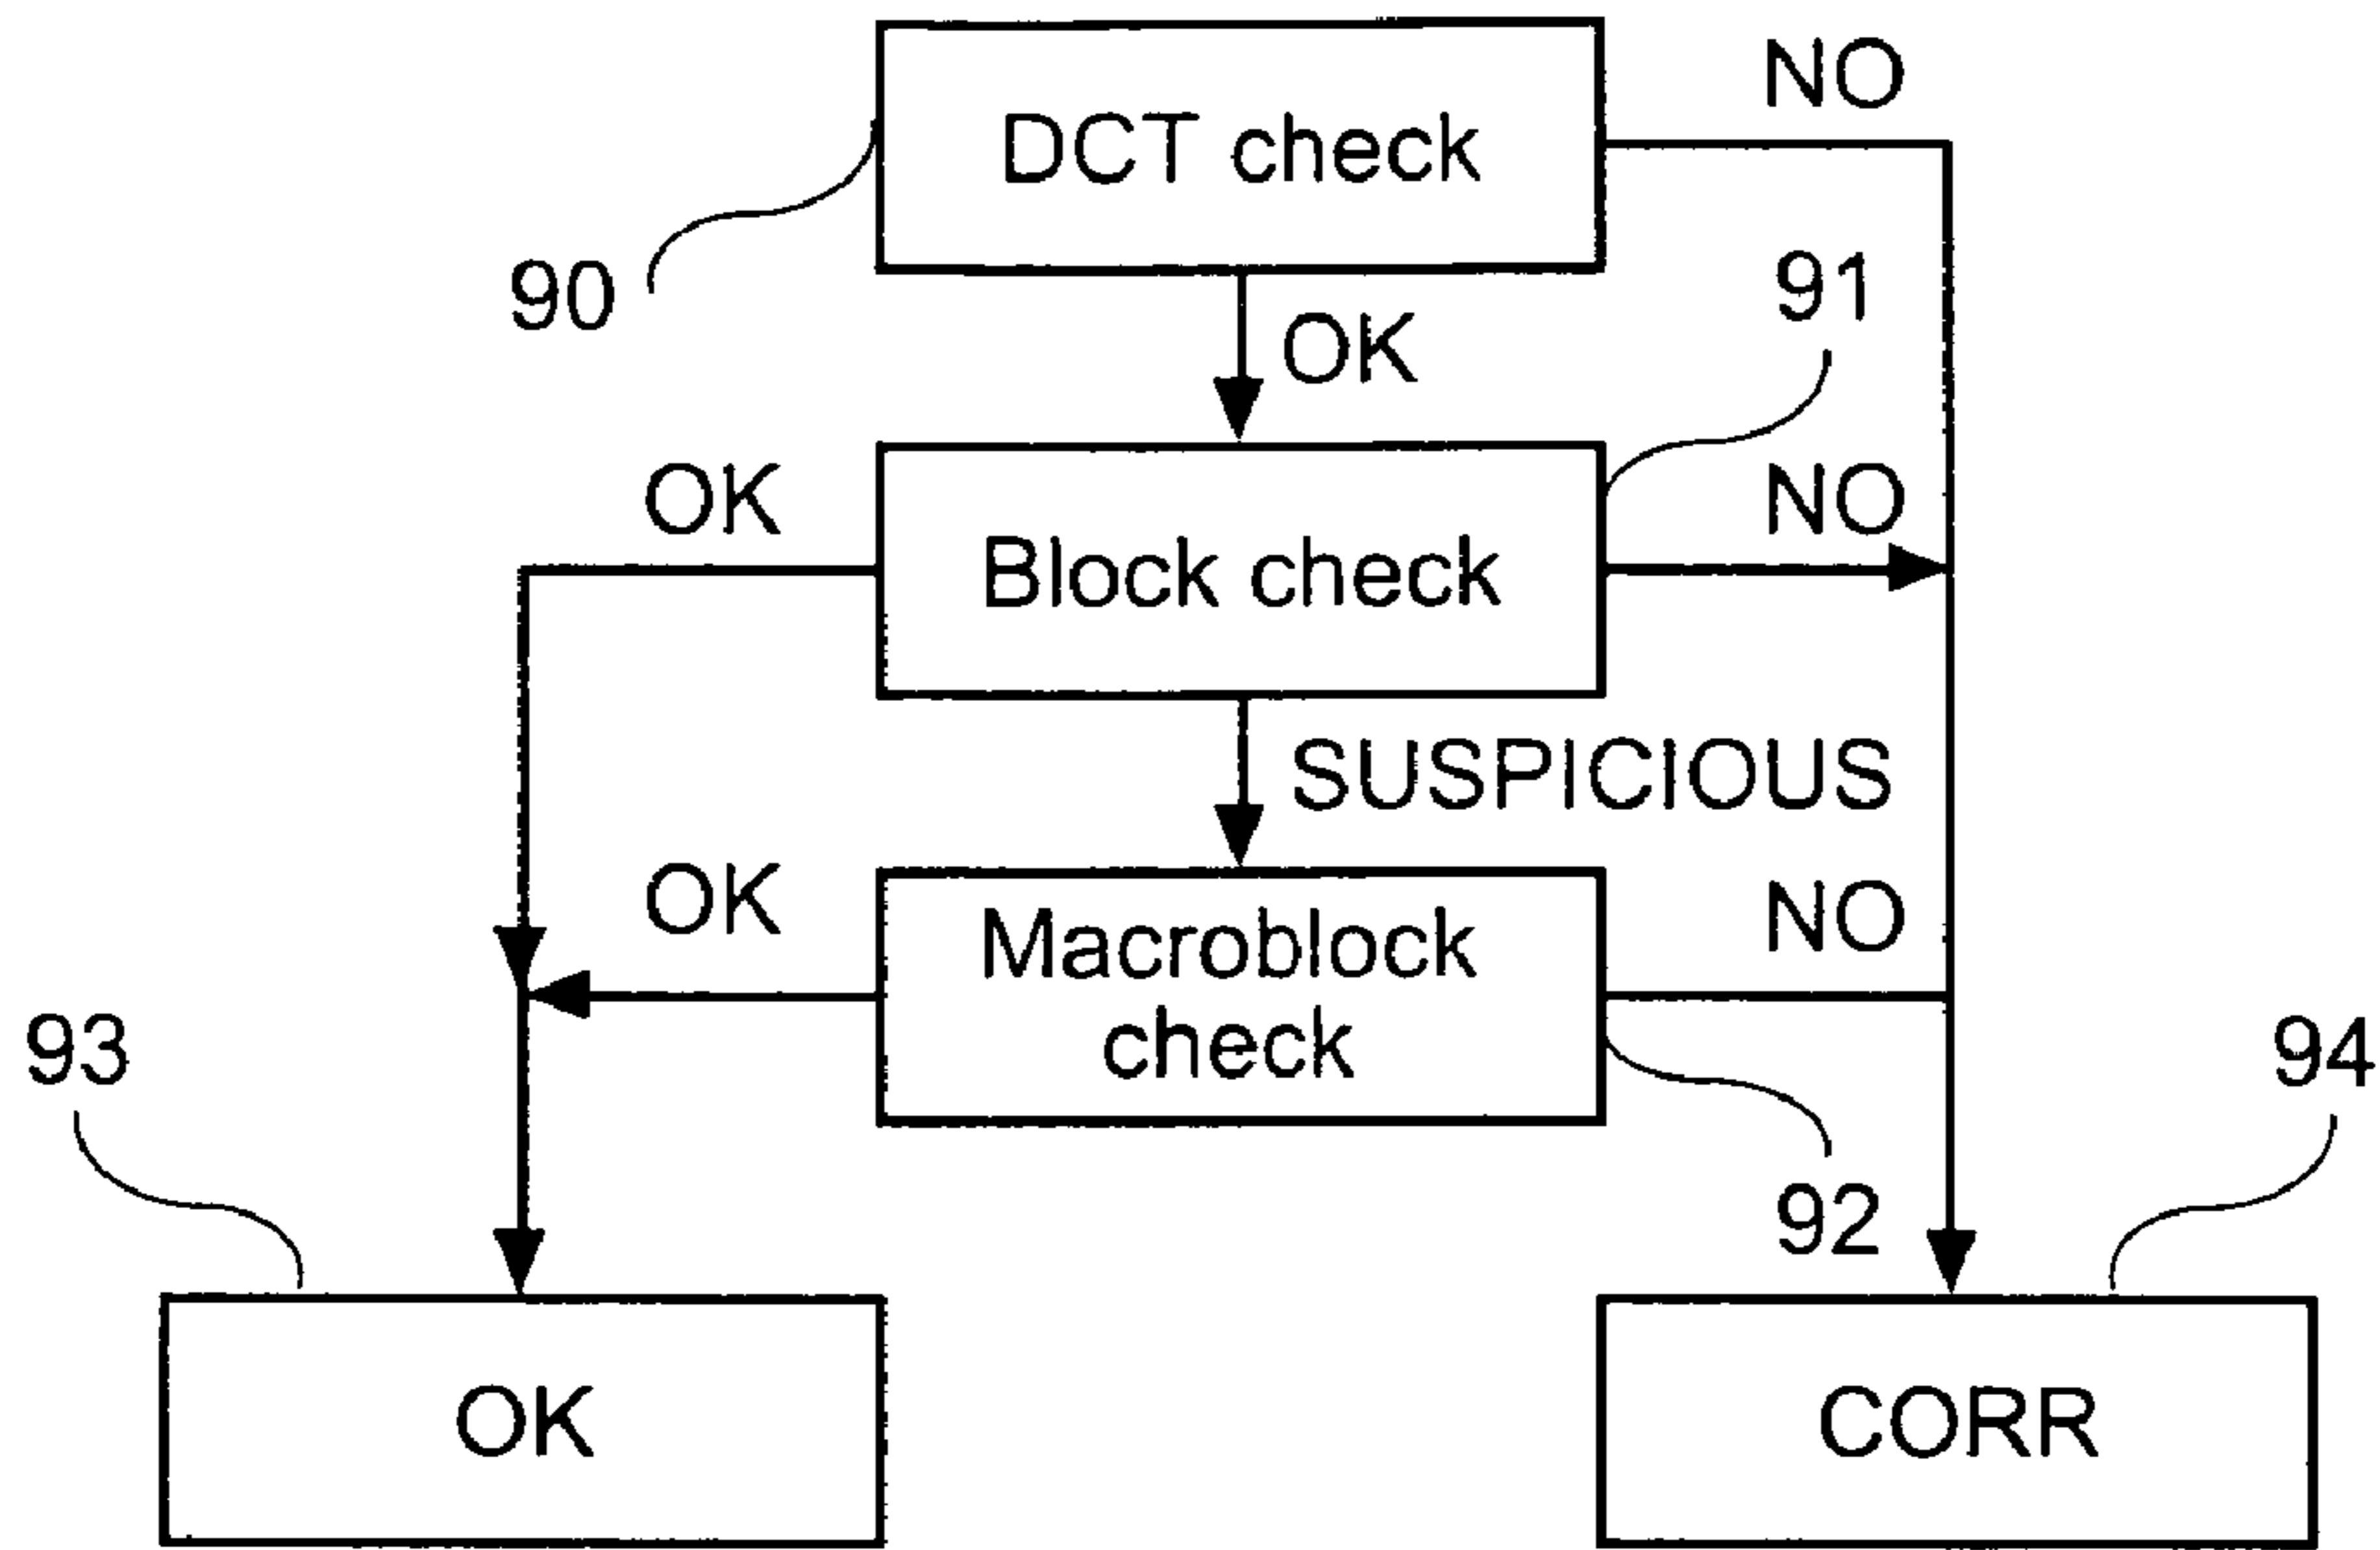 NO
DCT check
90
91
OK
OK
NO
Block check
SUSPICIOUS
OK
NO
Macroblock
check
93
94
92
OK
CORR